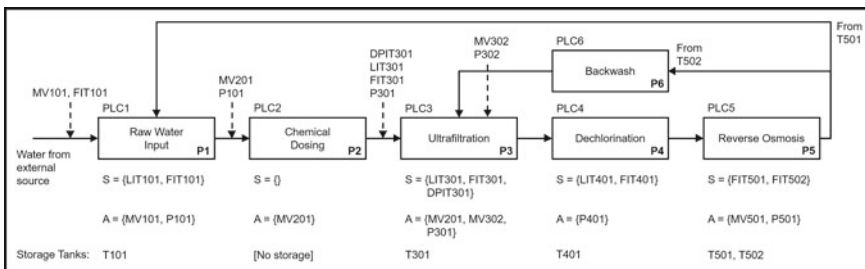 From
T501
MV302
P302
PLC6
From
T502
DPIT301
LIT301
FIT301
P301
Backwash
P6
MV201
P101
MV101, FIT101
PLC1
PLC2
PLC3
PLC4
PLC5
Raw Water
Input
P1
Chemical
Dosing
P2
Ultrafiltration
P3
Dechlorination
P4
Reverse Osmosis
P5
Water from
external
source
S = {LIT101, FIT101}
S = {}
S = {LIT301, FIT301,
DPIT301}
S = {LIT401, FIT401}
S = {FIT501, FIT502}
A = {MV101, P101}
A = {MV201}
A = {MV201, MV302,
P301}
A = {P401}
A = {MV501, P501}
Storage Tanks:
T101
[No storage]
T301
T401
T501, T502